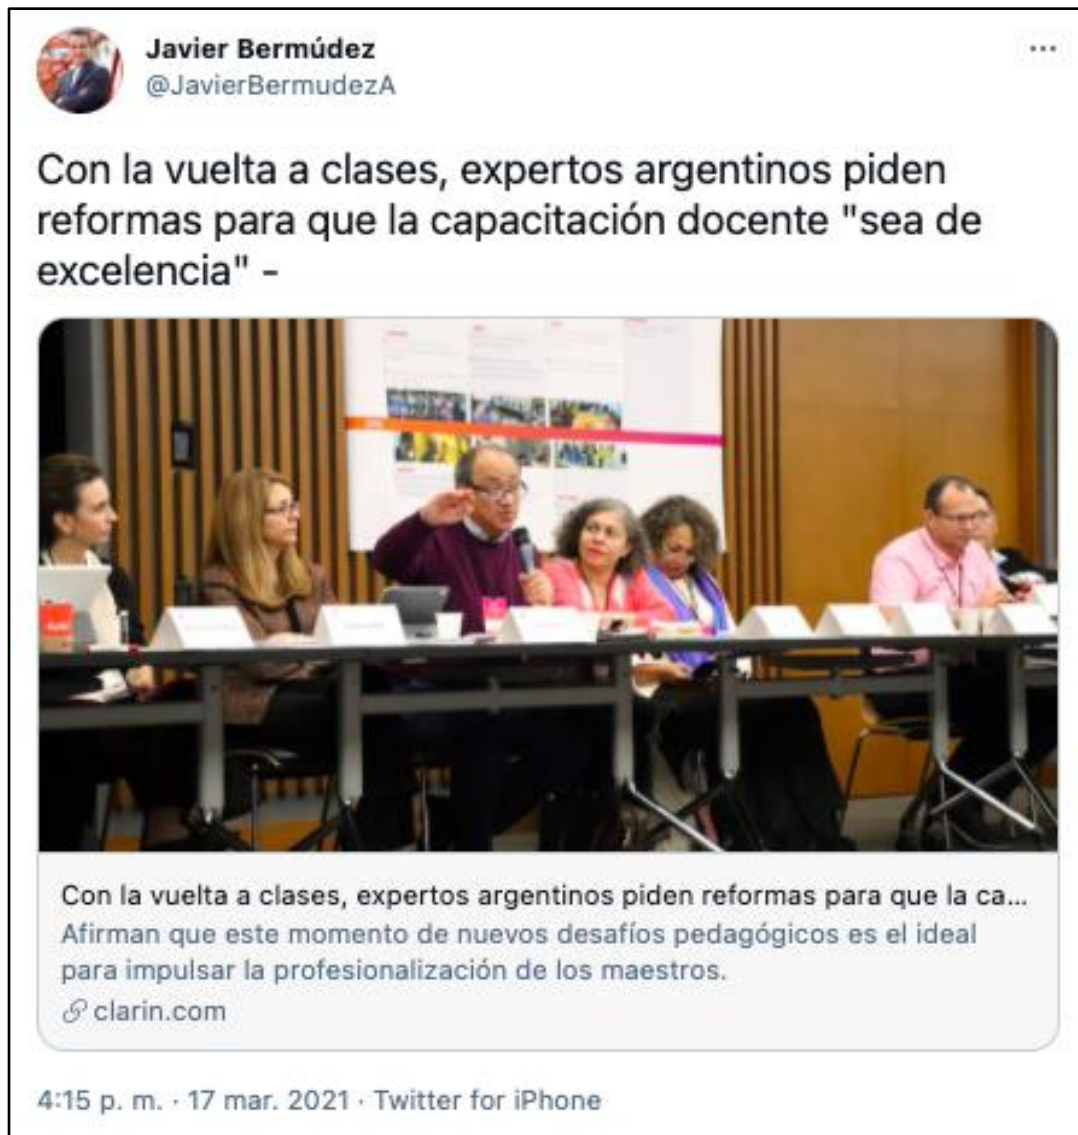 Javier Bermúdez
@JavierBermudezA
Con la vuelta a clases, expertos argentinos piden
reformas para que la capacitación docente "sea de
excelencia" -
Con la vuelta a clases, expertos argentinos piden reformas para que la ca...
Afirman que este momento de nuevos desafíos pedagógicos es el ideal
para impulsar la profesionalización de los maestros.
clarin.com
4:15 p. m. · 17 mar. 2021 · Twitter for iPhone